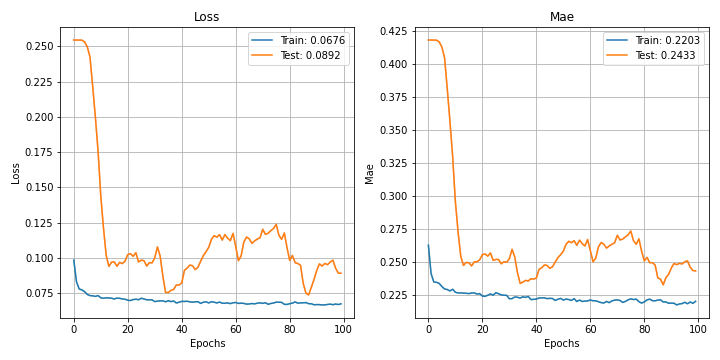 Loss
Train: 0.0676
Test: 0.0892
0.250
0.225
0.200
0.175
0.150
0.125
0.100
0.075
Loss
0 20 40 60 80 100
Epochs
Mae
Train: 0.2203
Test: 0.2433
0.425
0.400
0.375
0.350
0.325
0.300
0.275
0.250
0.225
Mae
0 20 40 60 80 100
Epochs